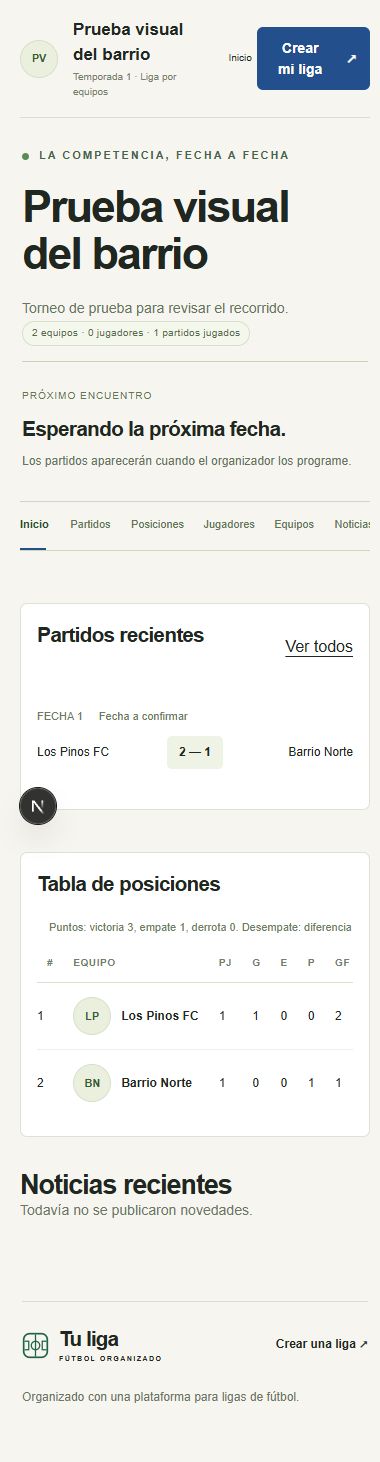 PV
Prueba visual
del barrio
Temporada 1 · Liga por
equipos
Inicio
Crear
mi liga ↗
LA COMPETENCIA, FECHA A FECHA
Prueba visual
del barrio
Torneo de prueba para revisar el recorrido.
2 equipos · 0 jugadores · 1 partidos jugados
PRÓXIMO ENCUENTRO
Esperando la próxima fecha.
Los partidos aparecerán cuando el organizador los programe.
Inicio Partidos Posiciones Jugadores Equipos Noticias
Partidos recientes
Ver todos
FECHA 1 Fecha a confirmar
Los Pinos FC 2 — 1 Barrio Norte
N
Tabla de posiciones
Puntos: victoria 3, empate 1, derrota 0. Desempate: diferencia
# EQUIPO PJ G E P GF
1 LP Los Pinos FC 1 1 0 0 2
2 BN Barrio Norte 1 0 0 1 1
Noticias recientes
Todavía no se publicaron novedades.
Tu liga
FÚTBOL ORGANIZADO
Crear una liga ↗
Organizado con una plataforma para ligas de fútbol.